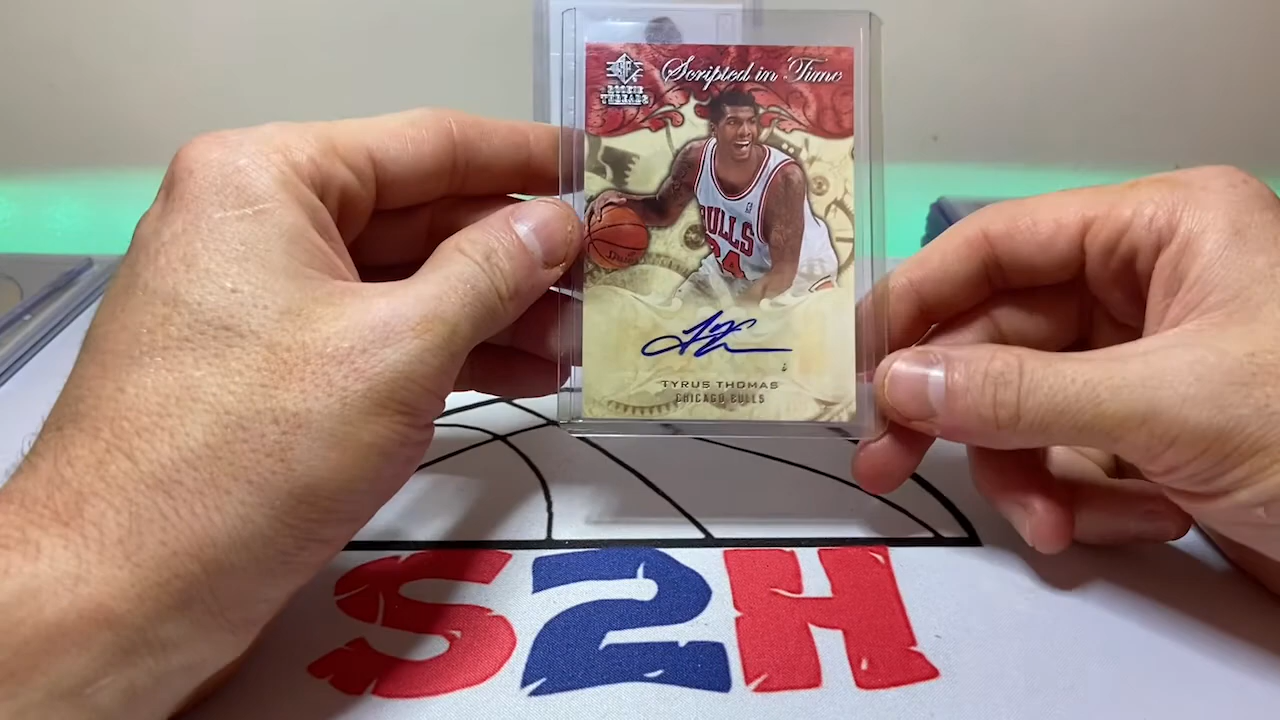 SP
ROOKIE
THREADS
Scripted in Time
BULLS
24
TYRUS THOMAS
CHICAGO BULLS
S2H